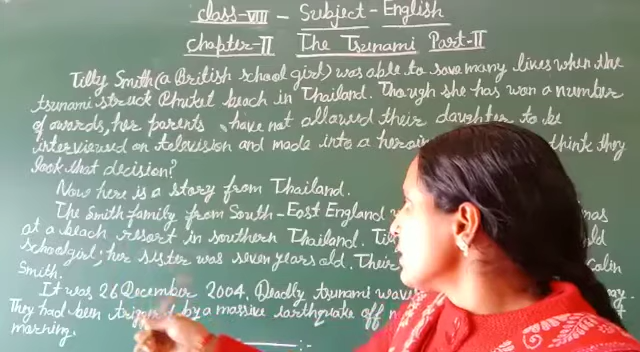 class-VIII - Subject - English
chapter-II The Tsunami Part-II
Tilly Smith (a British school girl) was able to save many lives when the
tsunami struck Phuket beach in Thailand. Though she has won a number
of awards, her parents have not allowed their daughter to be
interviewed on television and made into a heroin think they
look that decision?
Now here is a story from Thailand.
The Smith family from South-East England
at a beach resort in southern Thailand.
schoolgirl; her sister was seven years old. Their Colin
Smith.
It was 26 December 2004. Deadly tsunami wave
They had been triggered by a massive earthquake off
morning.